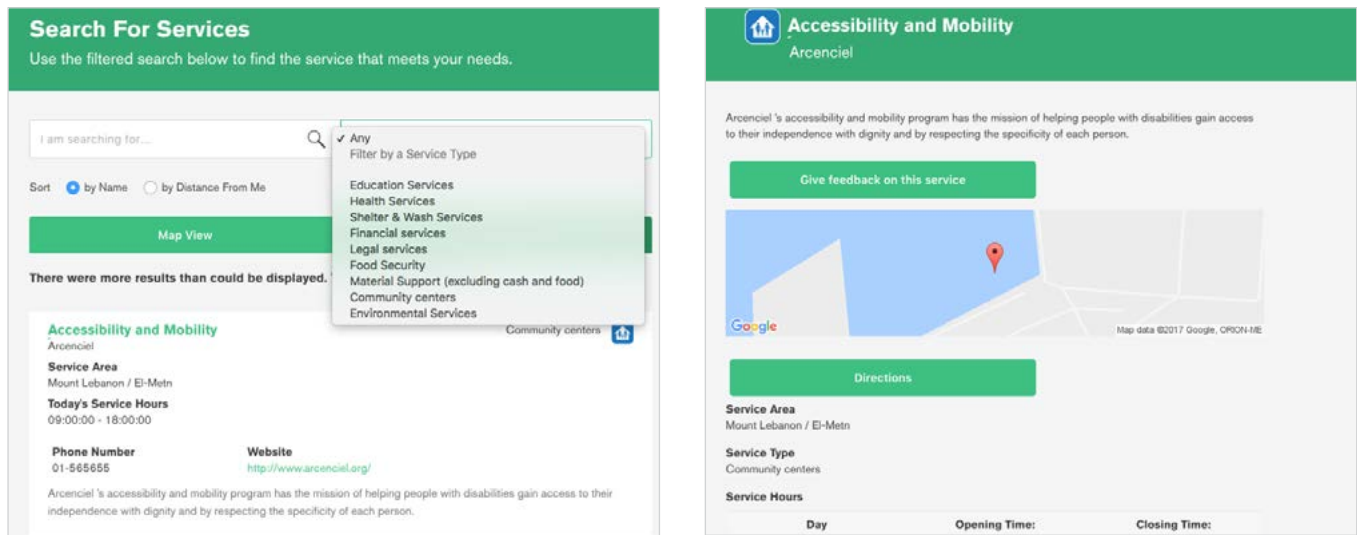 Search For Services
Use the filtered search below to find the service that meets your needs.
I am searching for...
✓ Any
Filter by a Service Type
Education Services
Health Services
Shelter & Wash Services
Financial services
Legal services
Food Security
Material Support (excluding cash and food)
Community centers
Environmental Services
Sort by Name by Distance From Me
Map View
There were more results than could be displayed.
Accessibility and Mobility
Community centers
Arcenciel
Service Area
Mount Lebanon / El-Metn
Today's Service Hours
09:00:00 - 18:00:00
Phone Number Website
01-565655 http://www.arcenciel.org/
Arcenciel 's accessibility and mobility program has the mission of helping people with disabilities gain access to their
independence with dignity and by respecting the specificity of each person.
Accessibility and Mobility
Arcenciel
Arcenciel 's accessibility and mobility program has the mission of helping people with disabilities gain access
to their independence with dignity and by respecting the specificity of each person.
Give feedback on this service
Google
Map data ©2017 Google, ORION-ME
Directions
Service Area
Mount Lebanon / El-Metn
Service Type
Community centers
Service Hours
Day Opening Time: Closing Time: